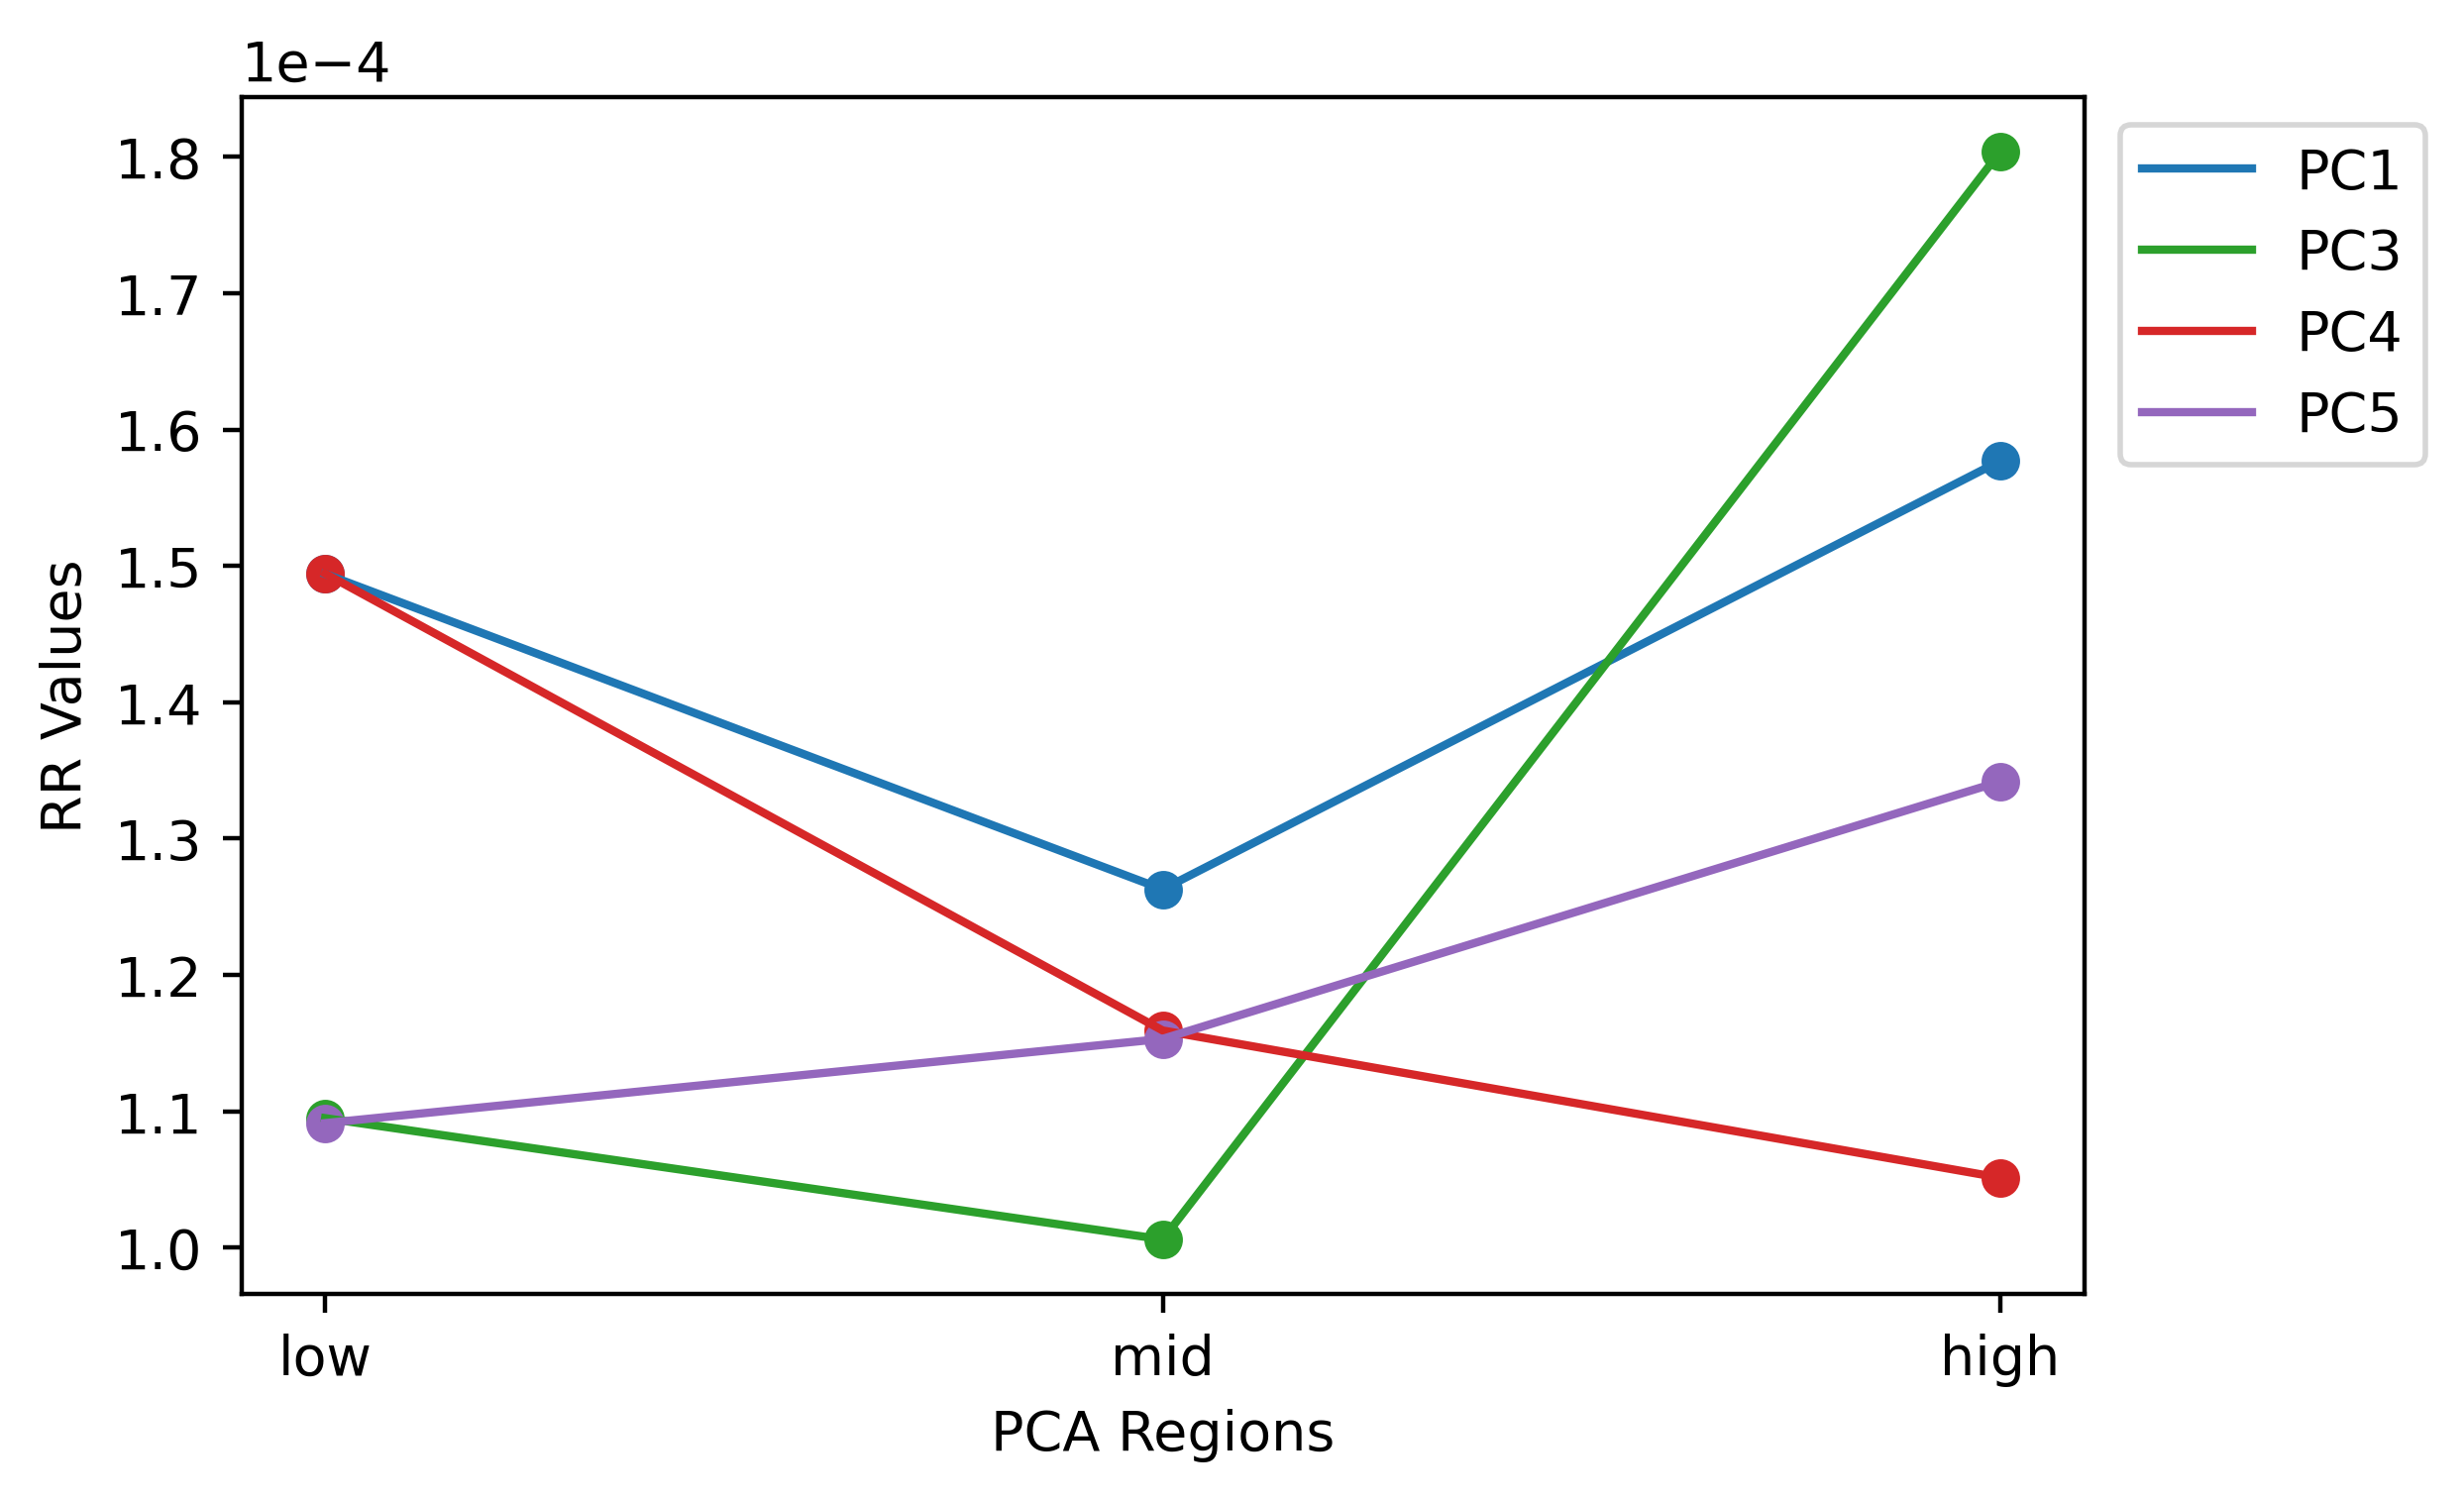 1e−4
1.8
1.7
1.6
1.5
1.4
1.3
1.2
1.1
1.0
RR Values
low mid high
PCA Regions
PC1
PC3
PC4
PC5